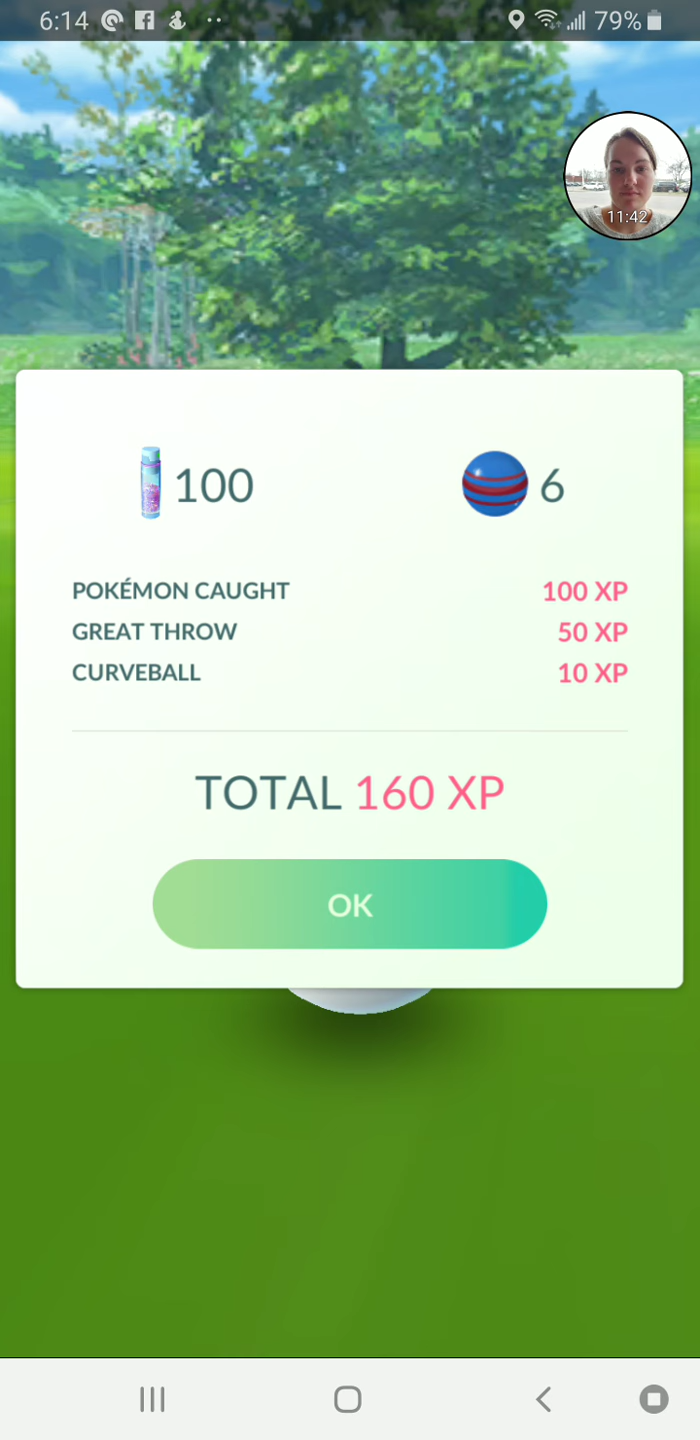 6:14 79%
11:42
100 6
POKÉMON CAUGHT 100 XP
GREAT THROW 50 XP
CURVEBALL 10 XP
TOTAL 160 XP
OK